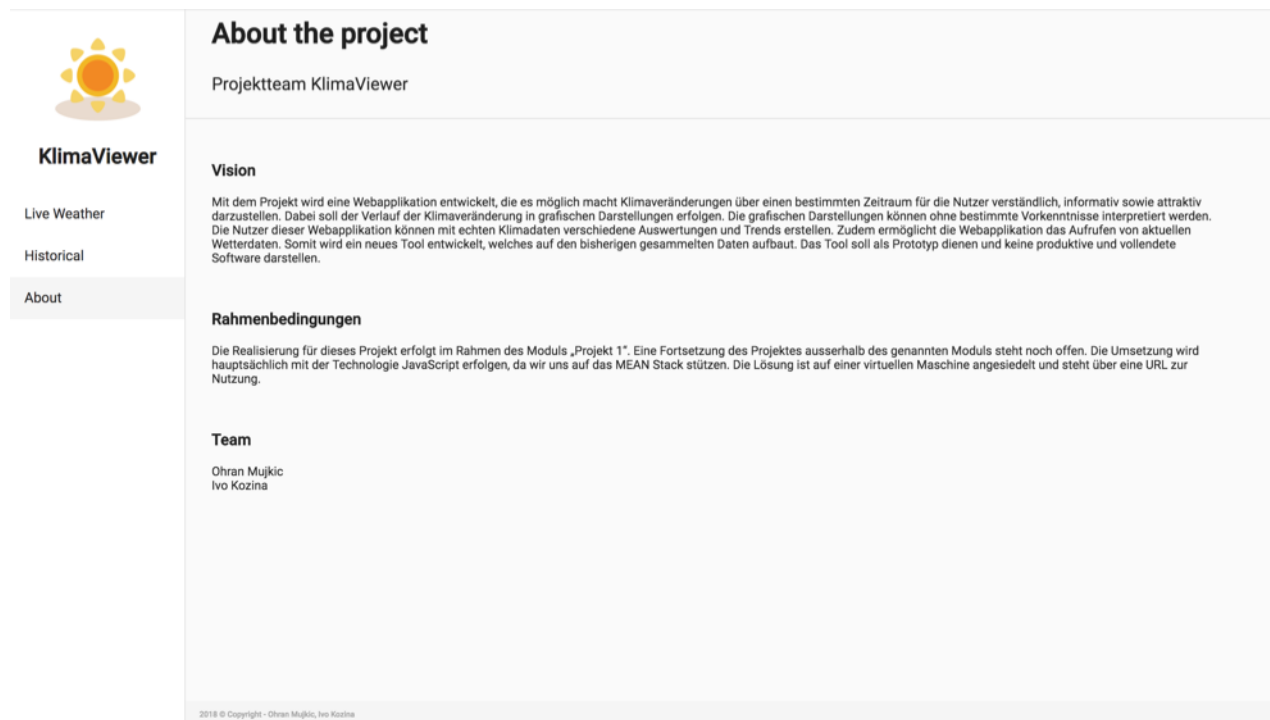 KlimaViewer
Live Weather
Historical
About
About the project
Projektteam KlimaViewer
Vision
Mit dem Projekt wird eine Webapplikation entwickelt, die es möglich macht Klimaveränderungen über einen bestimmten Zeitraum für die Nutzer verständlich, informativ sowie attraktiv
darzustellen. Dabei soll der Verlauf der Klimaveränderung in grafischen Darstellungen erfolgen. Die grafischen Darstellungen können ohne bestimmte Vorkenntnisse interpretiert werden.
Die Nutzer dieser Webapplikation können mit echten Klimadaten verschiedene Auswertungen und Trends erstellen. Zudem ermöglicht die Webapplikation das Aufrufen von aktuellen
Wetterdaten. Somit wird ein neues Tool entwickelt, welches auf den bisherigen gesammelten Daten aufbaut. Das Tool soll als Prototyp dienen und keine produktive und vollendete
Software darstellen.
Rahmenbedingungen
Die Realisierung für dieses Projekt erfolgt im Rahmen des Moduls „Projekt 1“. Eine Fortsetzung des Projektes ausserhalb des genannten Moduls steht noch offen. Die Umsetzung wird
hauptsächlich mit der Technologie JavaScript erfolgen, da wir uns auf das MEAN Stack stützen. Die Lösung ist auf einer virtuellen Maschine angesiedelt und steht über eine URL zur
Nutzung.
Team
Ohran Mujkic
Ivo Kozina
2018 © Copyright - Ohran Mujkic, Ivo Kozina